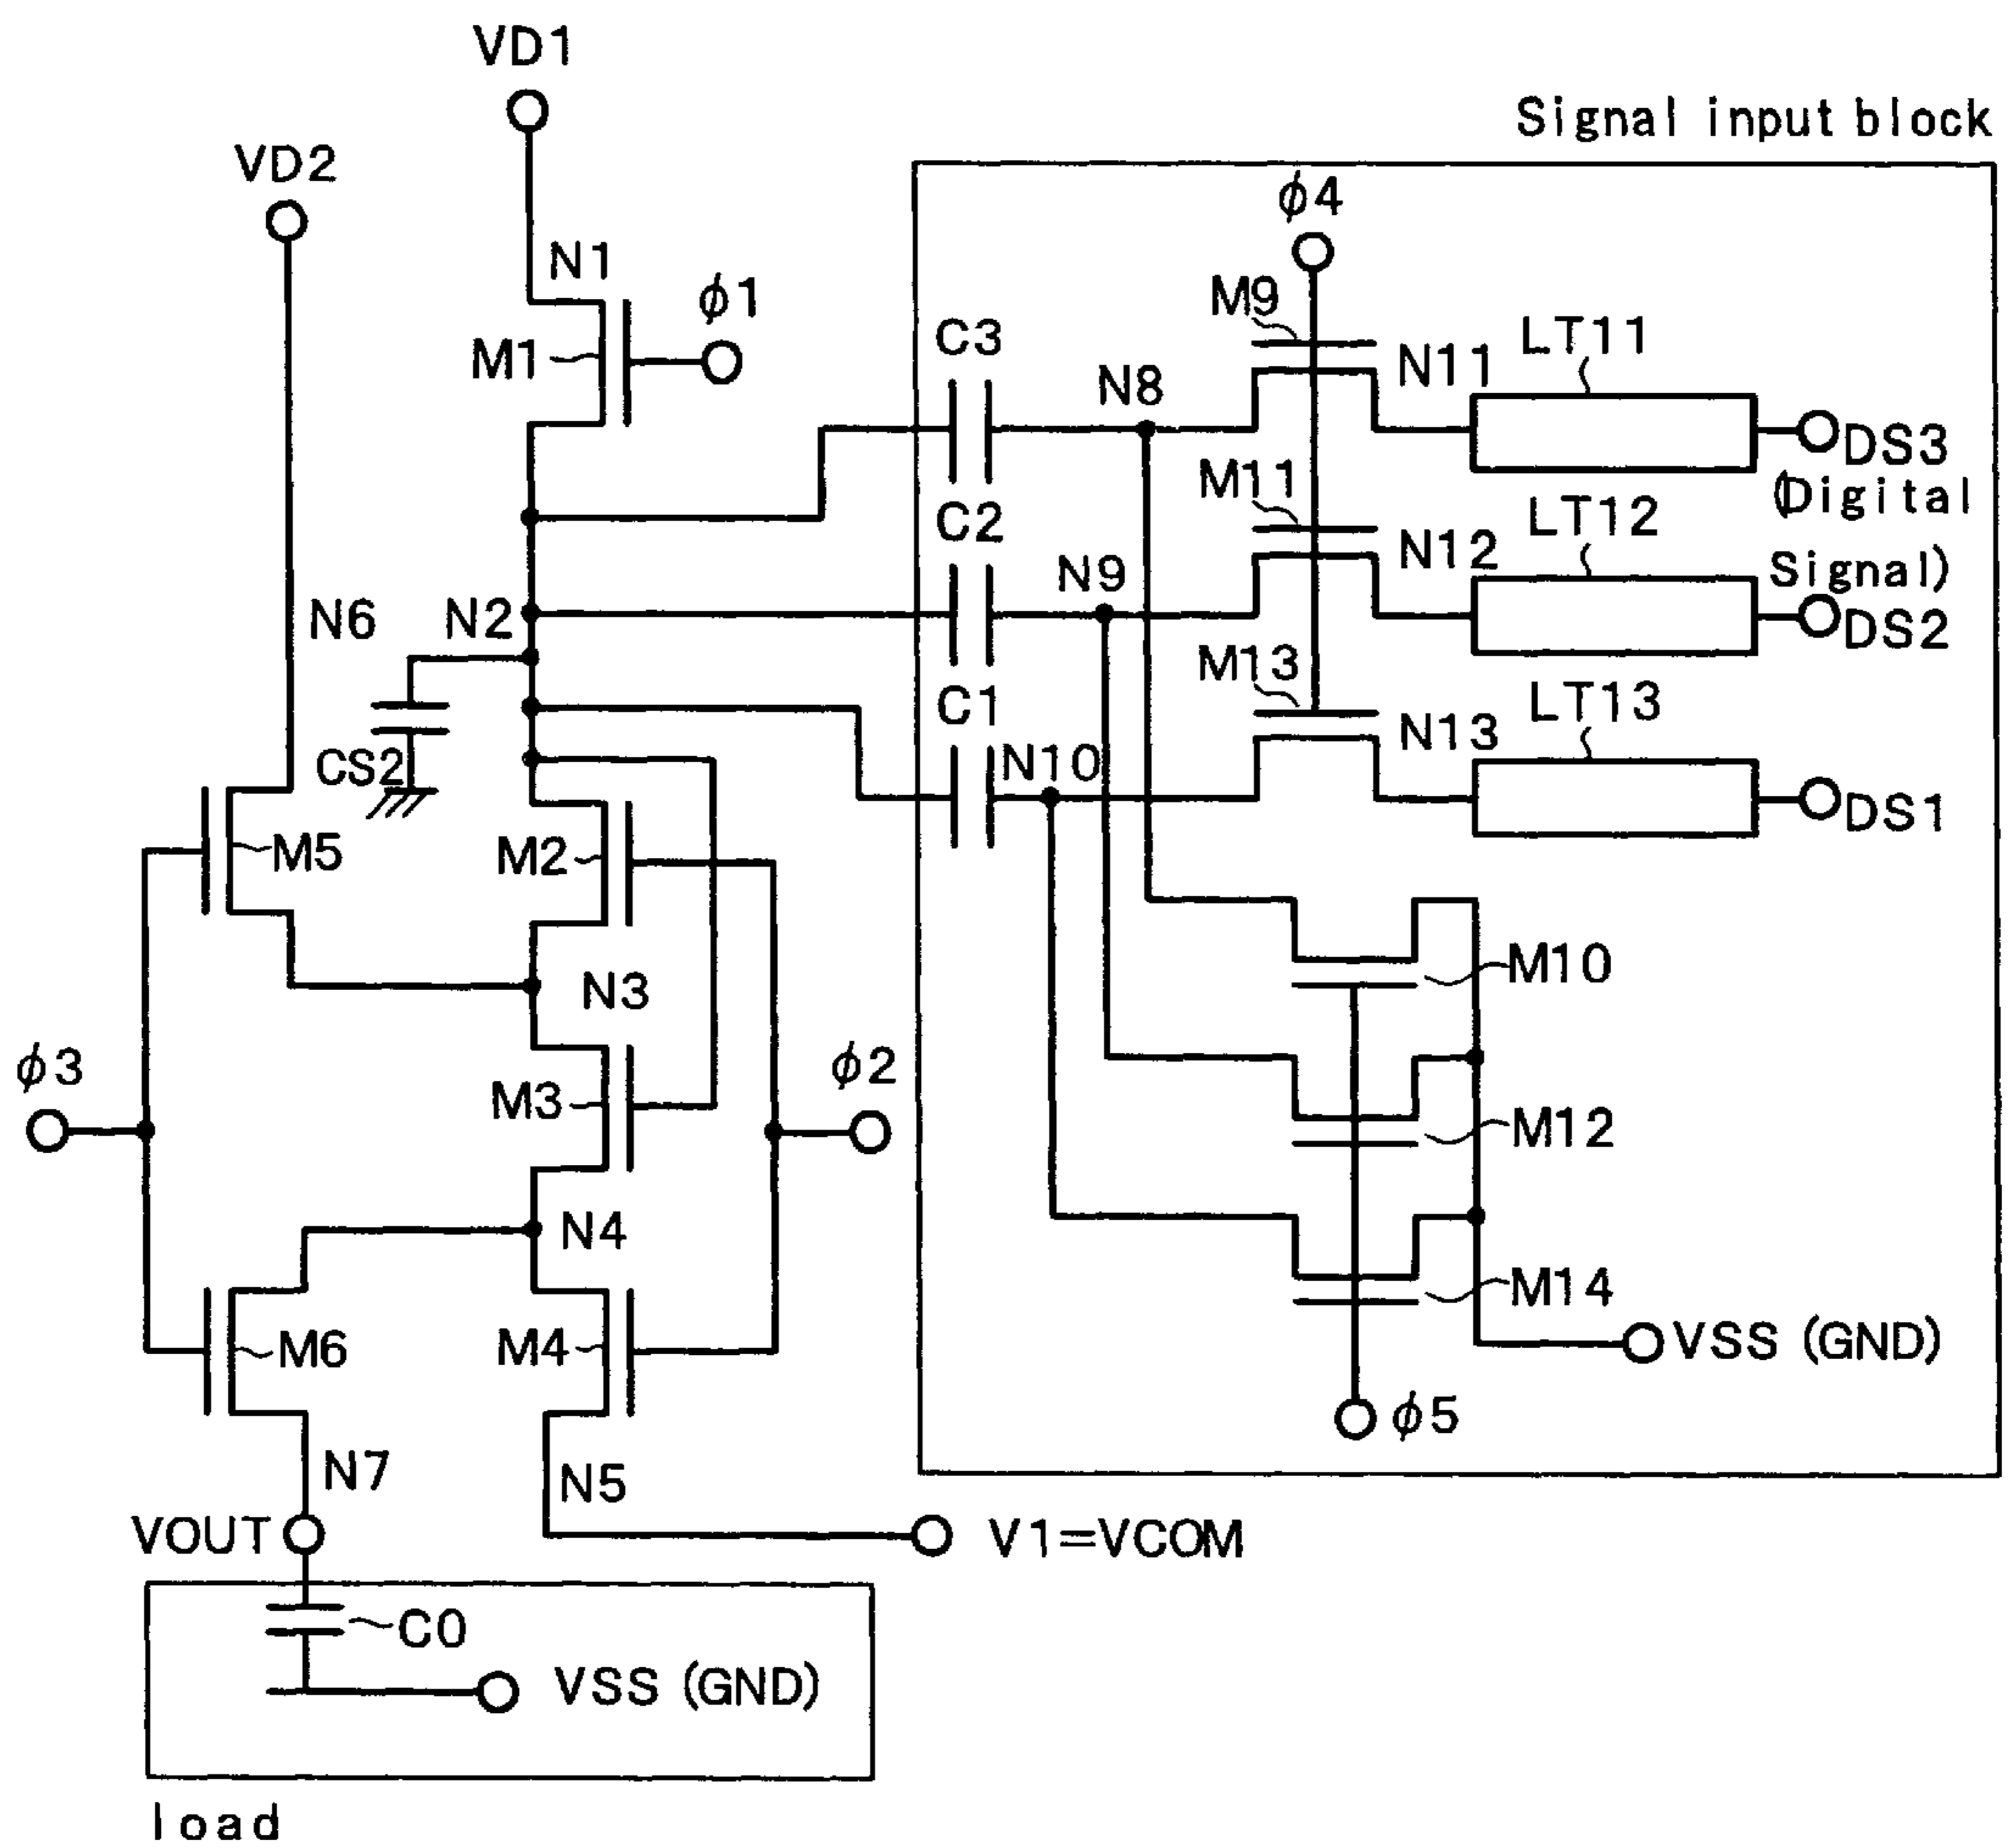 VD1
Signal input block
VD2
ϕ4
N1
ϕ1
M9
C3
LT11
M1
N8
N11
DS3
(Digital
M11
C2
LT12
N12
Signal)
N9
N6
N2
DS2
M13
C1
LT13
N13
N10
CS2
DS1
M5
M2
M10
N3
ϕ3
ϕ2
M3
M12
N4
M14
M6
M4
VSS (GND)
ϕ5
N7
N5
VOUT
V1=VCOM
C0
VSS (GND)
load